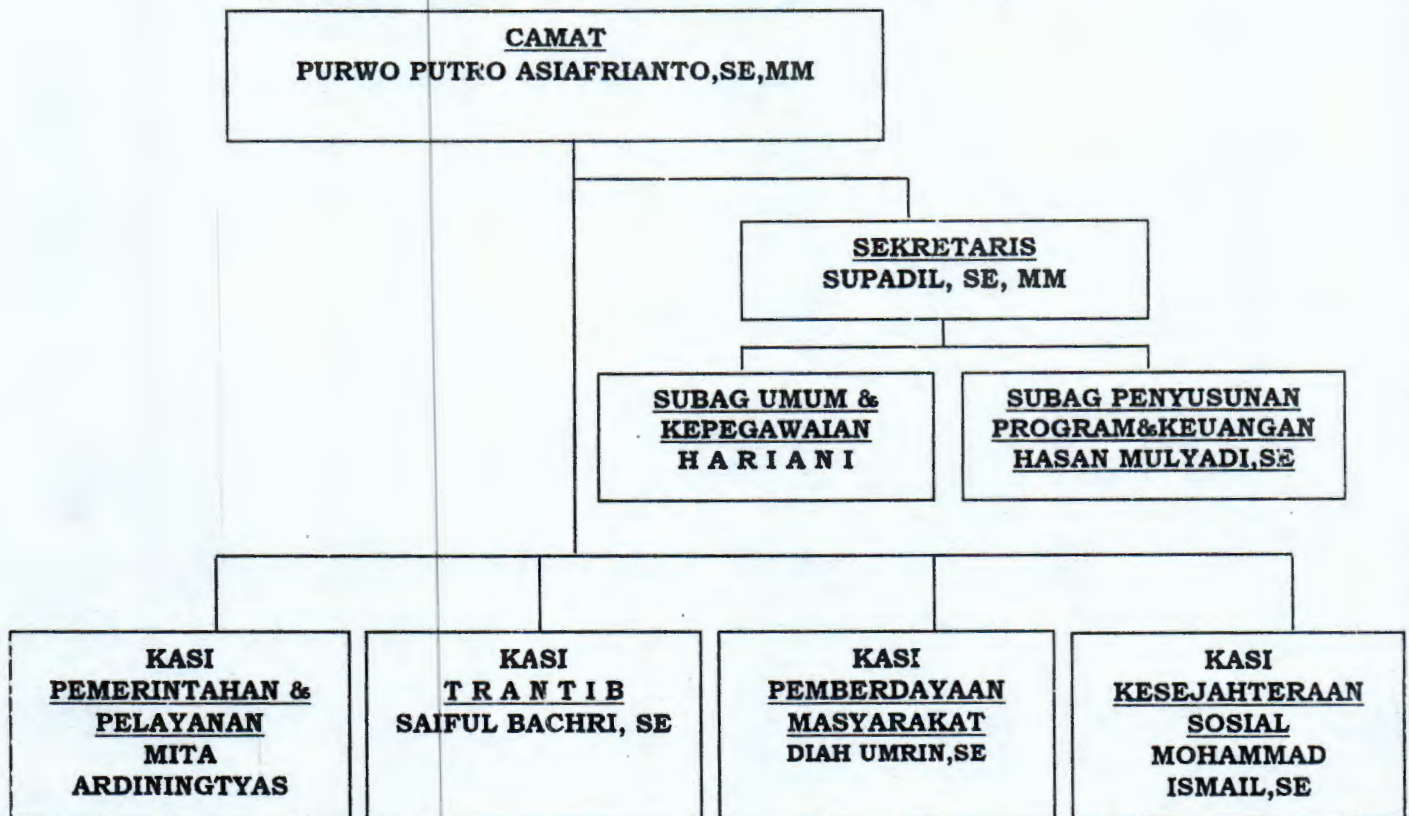 CAMAT
PURWO PUTRO ASIAFRIANTO,SE,MM
SEKRETARIS
SUPADIL, SE, MM
SUBAG UMUM &
KEPEGAWAIAN
H A R I A N I
SUBAG PENYUSUNAN
PROGRAM&KEUANGAN
HASAN MULYADI,SE
KASI
PEMERINTAHAN &
PELAYANAN
MITA
ARDININGTYAS
KASI
T R A N T I B
SAIFUL BACHRI, SE
KASI
PEMBERDAYAAN
MASYARAKAT
DIAH UMRIN,SE
KASI
KESEJAHTERAAN
SOSIAL
MOHAMMAD
ISMAIL,SE